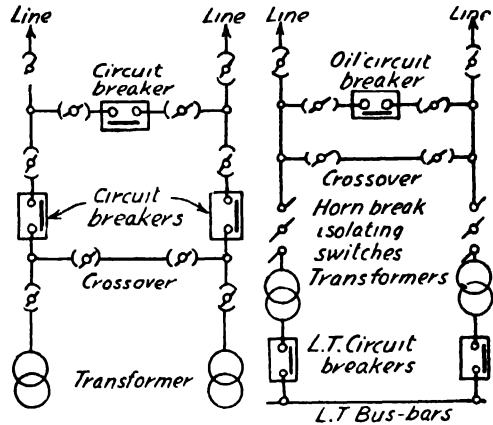 Line
Line
Circuit
breaker
Circuit
breakers
Crossover
Transformer
Line
Line
Oil circuit
breaker
Crossover
Horn break
isolating
switches
Transformers
L.T. Circuit
breakers
L.T Bus-bars